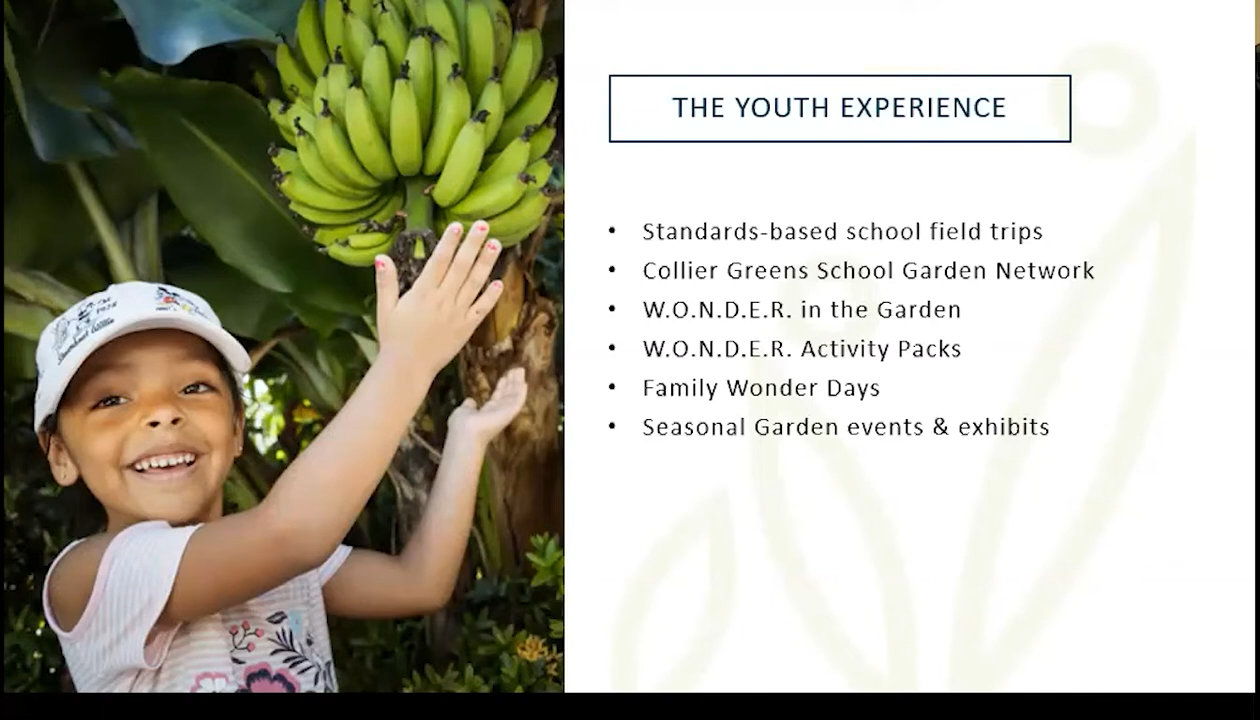 THE YOUTH EXPERIENCE
• Standards-based school field trips
• Collier Greens School Garden Network
• W.O.N.D.E.R. in the Garden
• W.O.N.D.E.R. Activity Packs
• Family Wonder Days
• Seasonal Garden events & exhibits